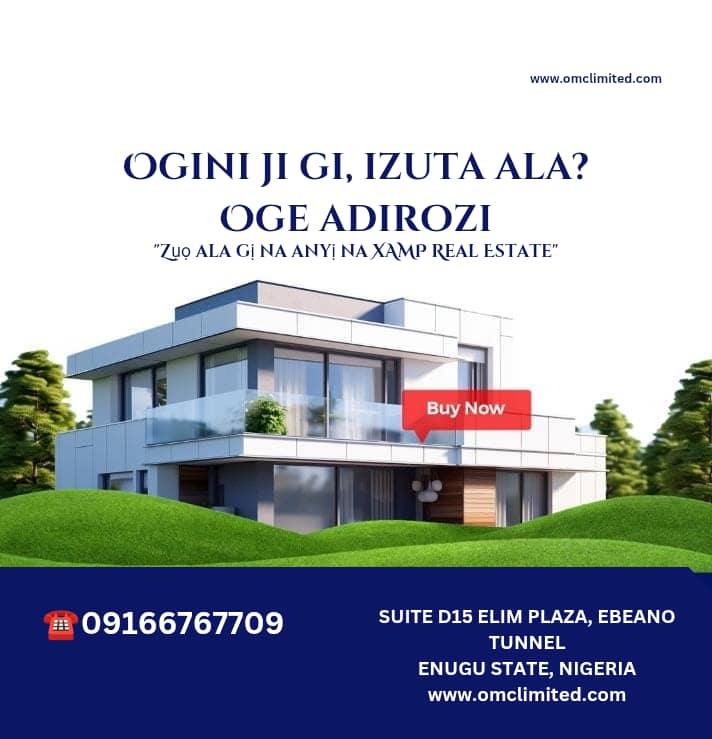 www.omclimited.com
OGINI JI GI, IZUTA ALA?
OGE ADIROZI
"Zụọ ALA Gị NA ANYị NA XAMP REAL ESTATE"
Buy Now
☎️09166767709
SUITE D15 ELIM PLAZA, EBEANO
TUNNEL
ENUGU STATE, NIGERIA
www.omclimited.com